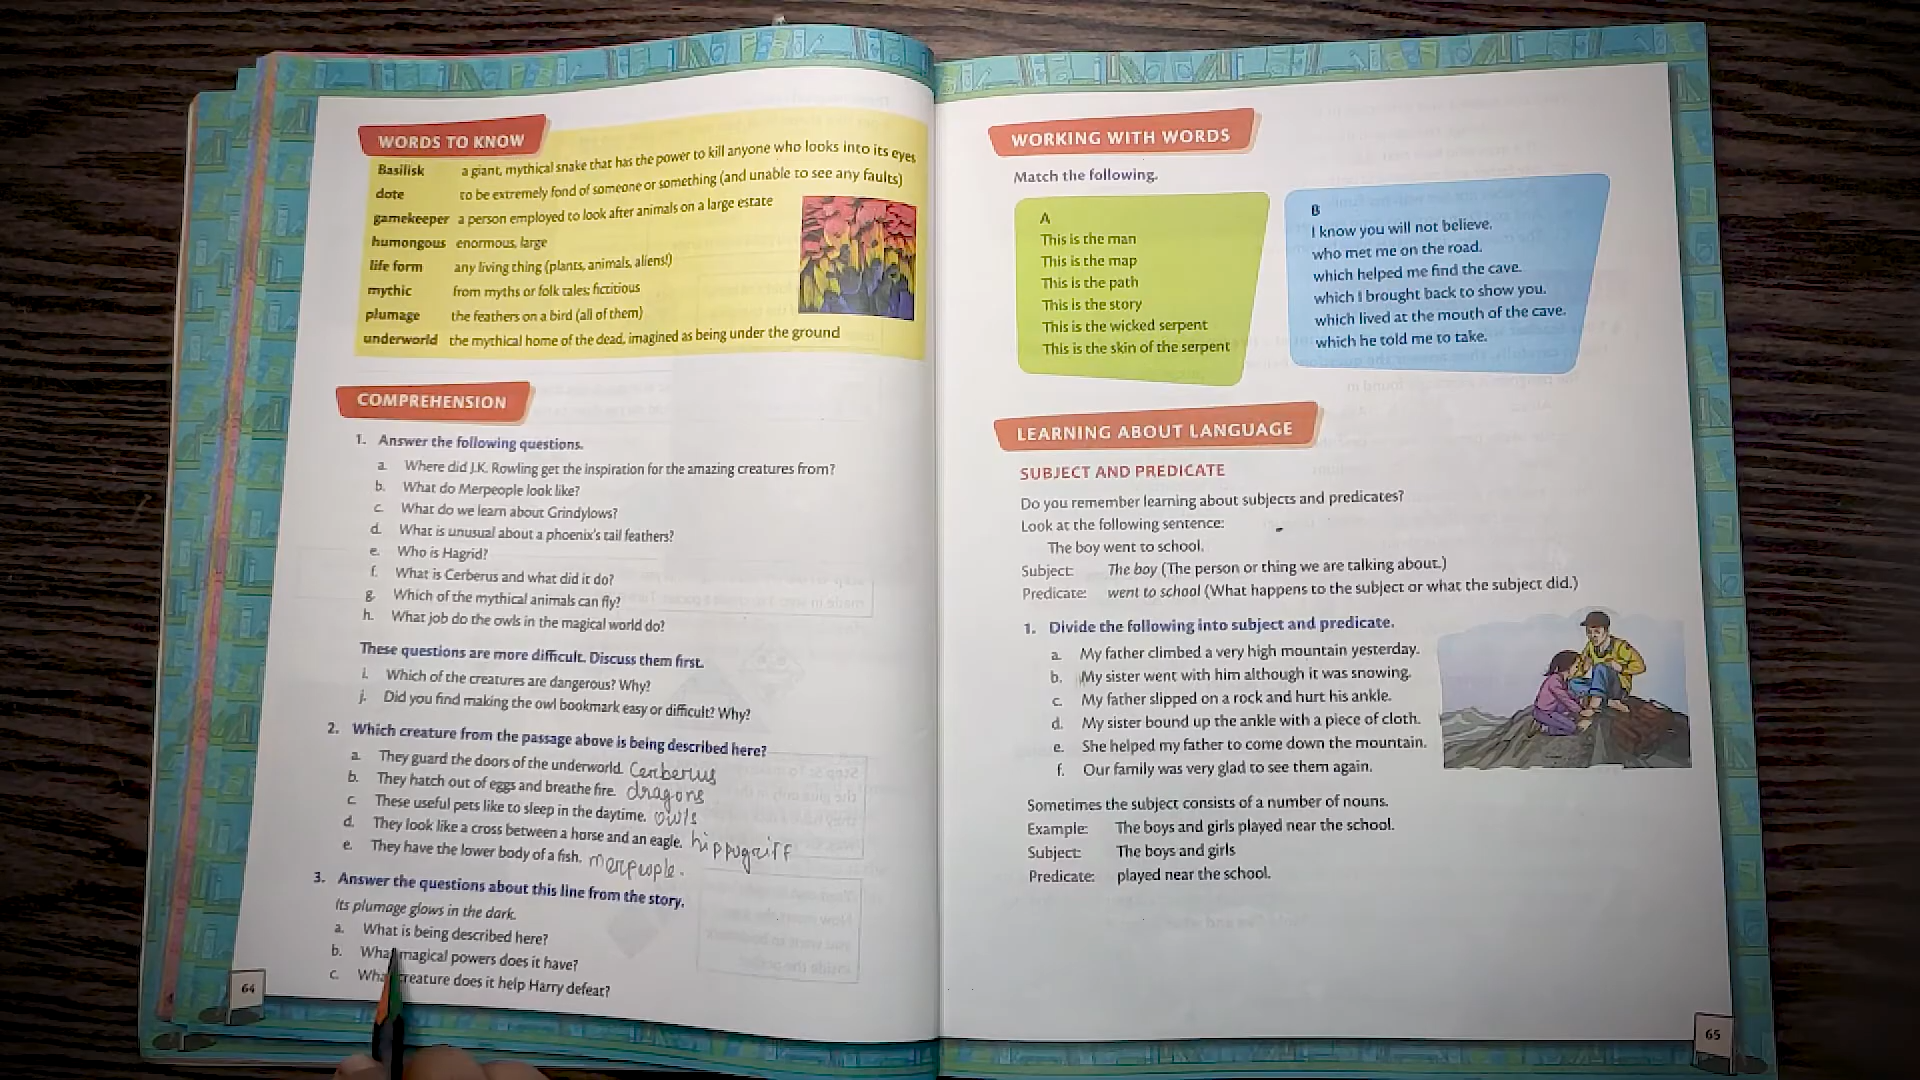 WORDS TO KNOW
Basilisk a giant, mythical snake that has the power to kill anyone who looks into its eyes
dote to be extremely fond of someone or something (and unable to see any faults)
gamekeeper a person employed to look after animals on a large estate
humongous enormous, large
life form any living thing (plants, animals, aliens!)
mythic from myths or folk tales; fictitious
plumage the feathers on a bird (all of them)
underworld the mythical home of the dead, imagined as being under the ground
COMPREHENSION
1. Answer the following questions.
a. Where did J.K. Rowling get the inspiration for the amazing creatures from?
b. What do Merpeople look like?
c. What do we learn about Grindylows?
d. What is unusual about a phoenix's tail feathers?
e. Who is Hagrid?
f. What is Cerberus and what did it do?
g. Which of the mythical animals can fly?
h. What job do the owls in the magical world do?
These questions are more difficult. Discuss them first.
i. Which of the creatures are dangerous? Why?
j. Did you find making the owl bookmark easy or difficult? Why?
2. Which creature from the passage above is being described here?
a. They guard the doors of the underworld. Cerberus
b. They hatch out of eggs and breathe fire. dragons
c. These useful pets like to sleep in the daytime. owls
d. They look like a cross between a horse and an eagle. hippogriff
e. They have the lower body of a fish. merpeople.
3. Answer the questions about this line from the story.
Its plumage glows in the dark.
a. What is being described here?
b. What magical powers does it have?
c. What creature does it help Harry defeat?
64
WORKING WITH WORDS
Match the following.
A
This is the man
This is the map
This is the path
This is the story
This is the wicked serpent
This is the skin of the serpent
B
I know you will not believe.
who met me on the road.
which helped me find the cave.
which I brought back to show you.
which lived at the mouth of the cave.
which he told me to take.
LEARNING ABOUT LANGUAGE
SUBJECT AND PREDICATE
Do you remember learning about subjects and predicates?
Look at the following sentence:
The boy went to school.
Subject: The boy (The person or thing we are talking about.)
Predicate: went to school (What happens to the subject or what the subject did.)
1. Divide the following into subject and predicate.
a. My father climbed a very high mountain yesterday.
b. My sister went with him although it was snowing.
c. My father slipped on a rock and hurt his ankle.
d. My sister bound up the ankle with a piece of cloth.
e. She helped my father to come down the mountain.
f. Our family was very glad to see them again.
Sometimes the subject consists of a number of nouns.
Example: The boys and girls played near the school.
Subject: The boys and girls
Predicate: played near the school.
65